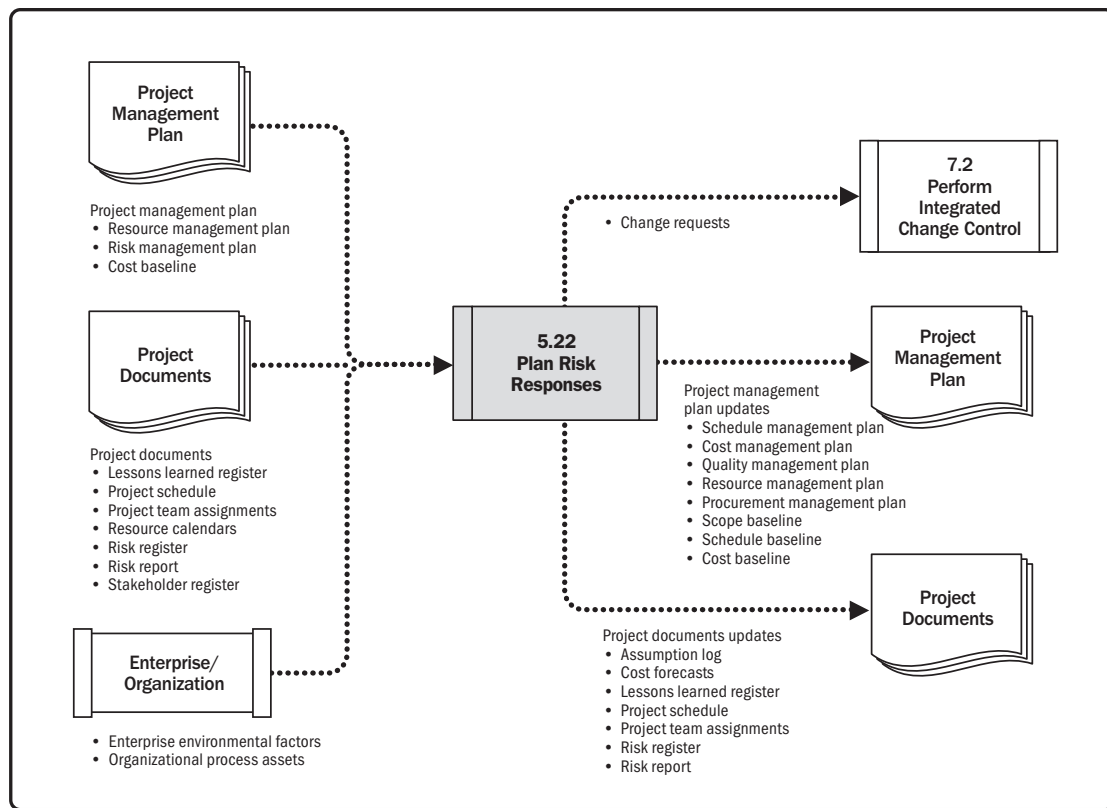 Project
Management
Plan
Project management plan
• Resource management plan
• Risk management plan
• Cost baseline
Project
Documents
Project documents
• Lessons learned register
• Project schedule
• Project team assignments
• Resource calendars
• Risk register
• Risk report
• Stakeholder register
Enterprise/
Organization
• Enterprise environmental factors
• Organizational process assets
5.22
Plan Risk
Responses
• Change requests
7.2
Perform
Integrated
Change Control
Project management
plan updates
• Schedule management plan
• Cost management plan
• Quality management plan
• Resource management plan
• Procurement management plan
• Scope baseline
• Schedule baseline
• Cost baseline
Project
Management
Plan
Project documents updates
• Assumption log
• Cost forecasts
• Lessons learned register
• Project schedule
• Project team assignments
• Risk register
• Risk report
Project
Documents